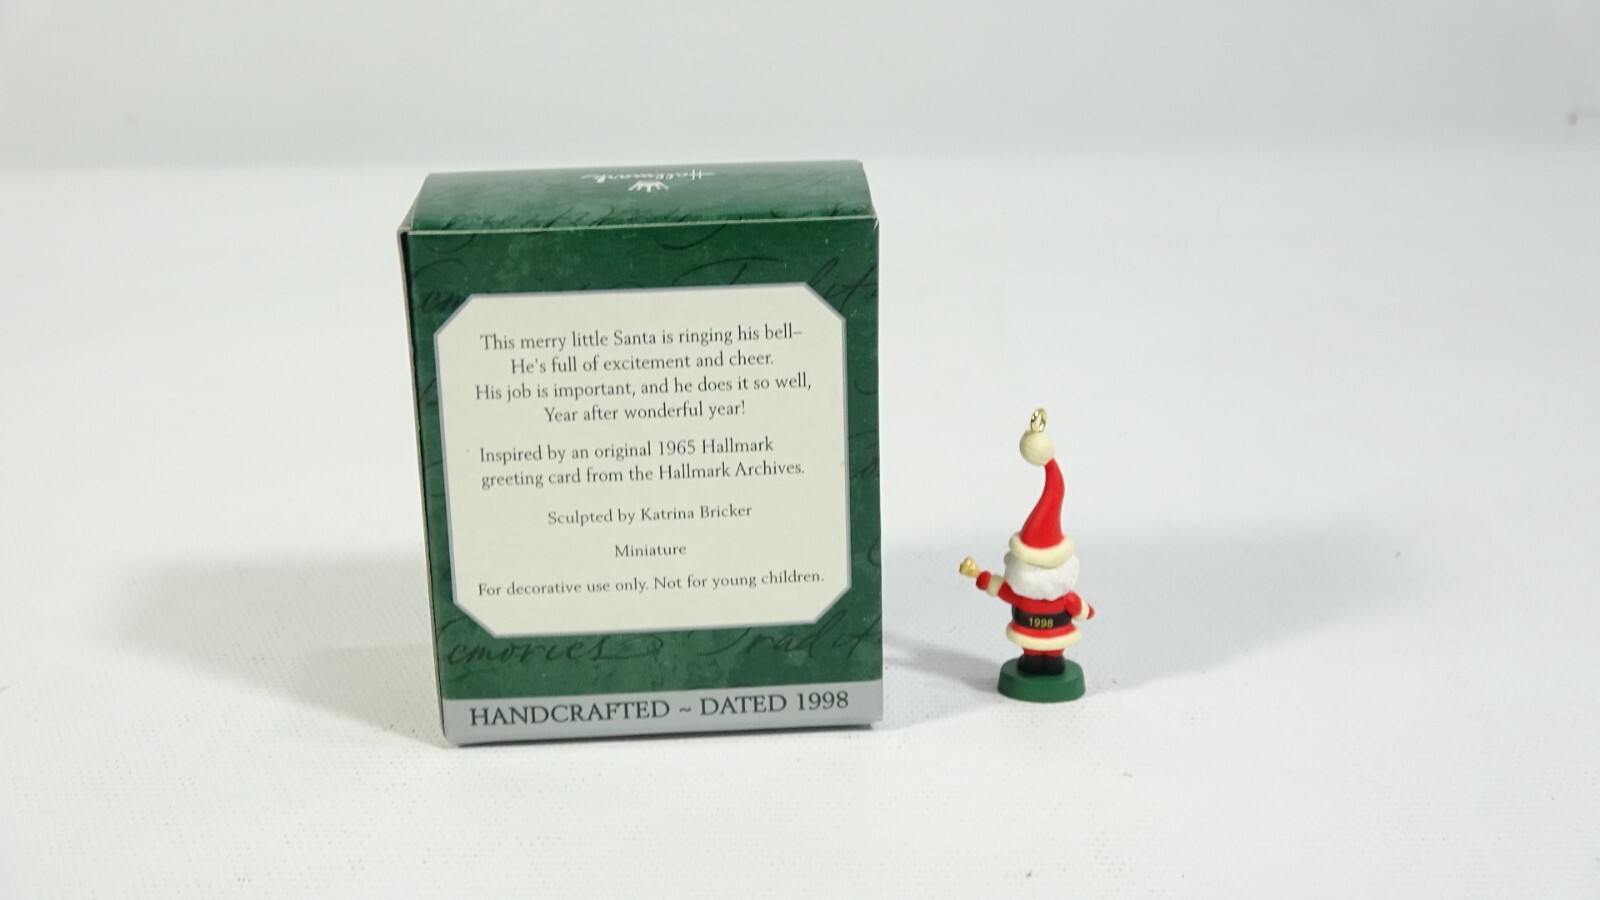 Hallmark
This merry little Santa is ringing his bell–
He's full of excitement and cheer.
His job is important, and he does it so well,
Year after wonderful year!
Inspired by an original 1965 Hallmark
greeting card from the Hallmark Archives.
Sculpted by Katrina Bricker
Miniature
For decorative use only. Not for young children.
HANDCRAFTED ~ DATED 1998
1998